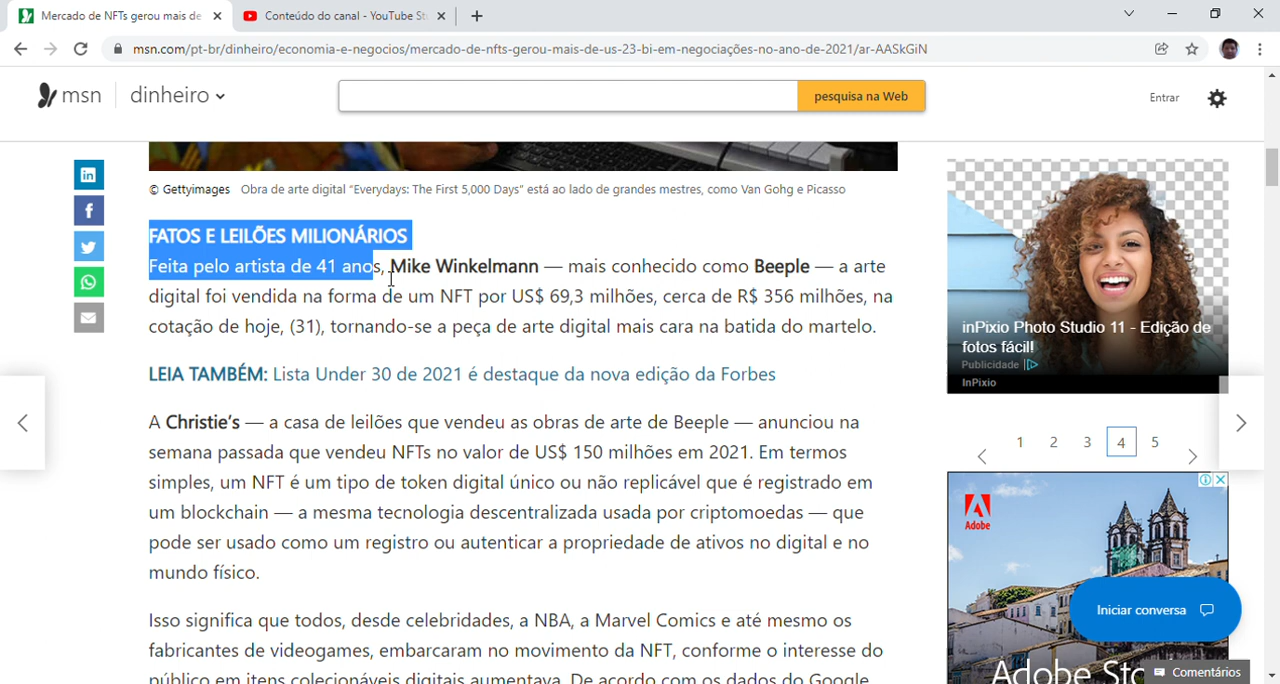 Mercado de NFTs gerou mais de
Conteúdo do canal - YouTube St
msn.com/pt-br/dinheiro/economia-e-negocios/mercado-de-nfts-gerou-mais-de-us-23-bi-em-negociações-no-ano-de-2021/ar-AASkGiN
msn
dinheiro
pesquisa na Web
Entrar
© Gettyimages Obra de arte digital “Everydays: The First 5,000 Days” está ao lado de grandes mestres, como Van Gohg e Picasso
FATOS E LEILÕES MILIONÁRIOS
Feita pelo artista de 41 anos, Mike Winkelmann — mais conhecido como Beeple — a arte
digital foi vendida na forma de um NFT por US$ 69,3 milhões, cerca de R$ 356 milhões, na
cotação de hoje, (31), tornando-se a peça de arte digital mais cara na batida do martelo.
LEIA TAMBÉM: Lista Under 30 de 2021 é destaque da nova edição da Forbes
A Christie’s — a casa de leilões que vendeu as obras de arte de Beeple — anunciou na
semana passada que vendeu NFTs no valor de US$ 150 milhões em 2021. Em termos
simples, um NFT é um tipo de token digital único ou não replicável que é registrado em
um blockchain — a mesma tecnologia descentralizada usada por criptomoedas — que
pode ser usado como um registro ou autenticar a propriedade de ativos no digital e no
mundo físico.
Isso significa que todos, desde celebridades, a NBA, a Marvel Comics e até mesmo os
fabricantes de videogames, embarcaram no movimento da NFT, conforme o interesse do
público em itens colecionáveis digitais aumentava. De acordo com os dados do Google
inPixio Photo Studio 11 - Edição de
fotos fácil!
Publicidade
InPixio
1 2 3 4 5
Adobe
Iniciar conversa
Adobe Stc
Comentários